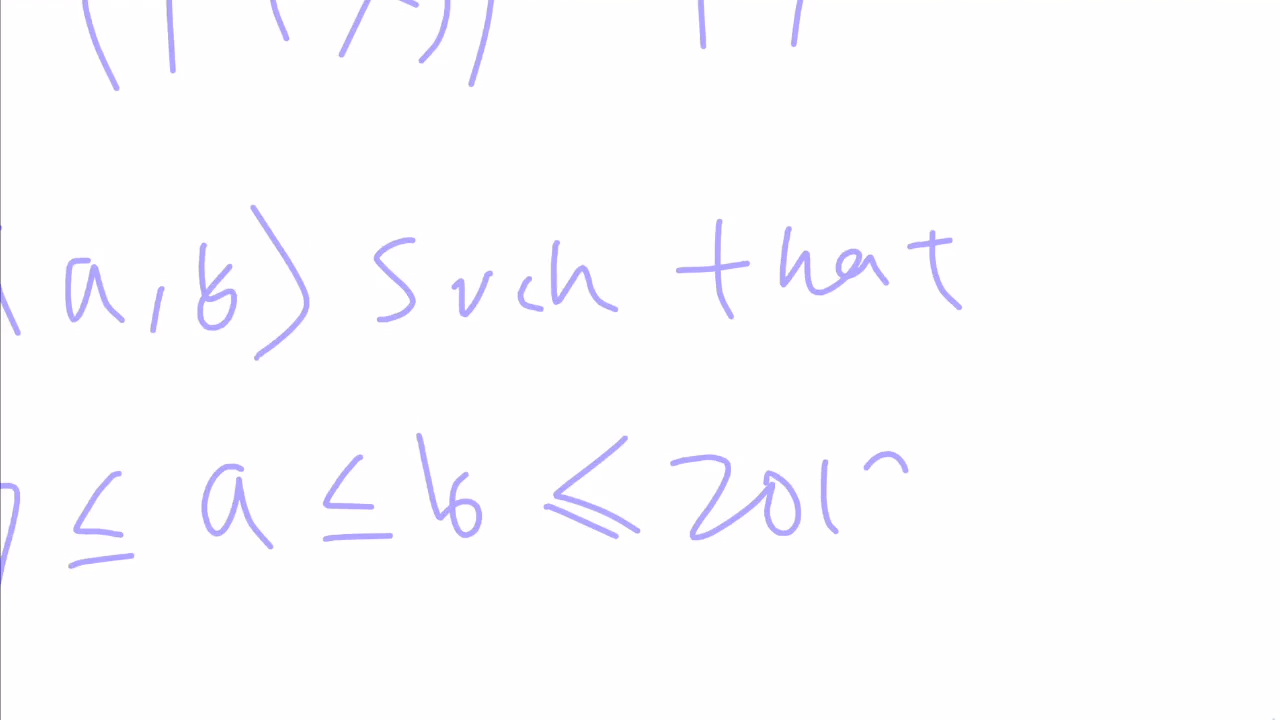 a, b) such that
≤ a ≤ b ≤ 201